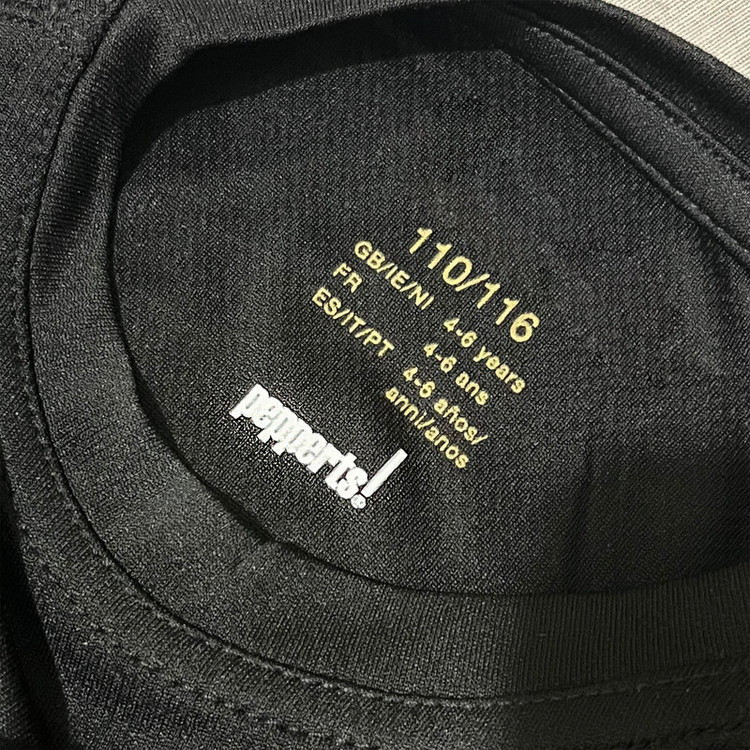 110/116
GB/IE/NI 4-6 years
FR 4-6 ans
ES/IT/PT 4-6 años/
anni/anos
pepperts!®